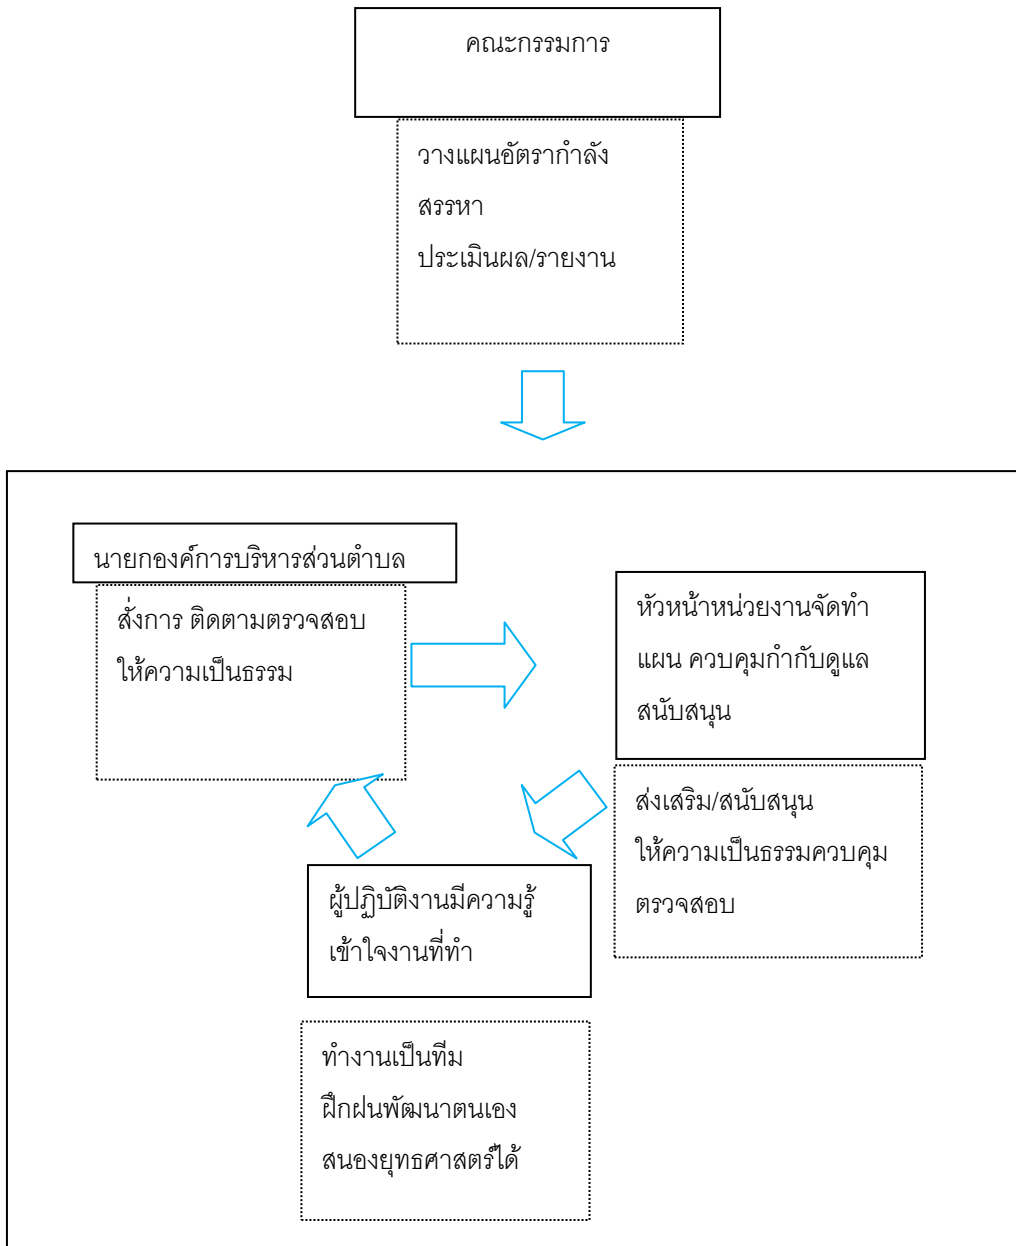 คณะกรรมการ
วางแผนอัตรากำลัง
สรรหา
ประเมินผล/รายงาน
นายกองค์การบริหารส่วนตำบล
สั่งการ ติดตามตรวจสอบ
ให้ความเป็นธรรม
หัวหน้าหน่วยงานจัดทำ
แผน ควบคุมกำกับดูแล
สนับสนุน
ส่งเสริม/สนับสนุน
ให้ความเป็นธรรมควบคุม
ตรวจสอบ
ผู้ปฏิบัติงานมีความรู้
เข้าใจงานที่ทำ
ทำงานเป็นทีม
ฝึกฝนพัฒนาตนเอง
สนองยุทธศาสตร์ได้